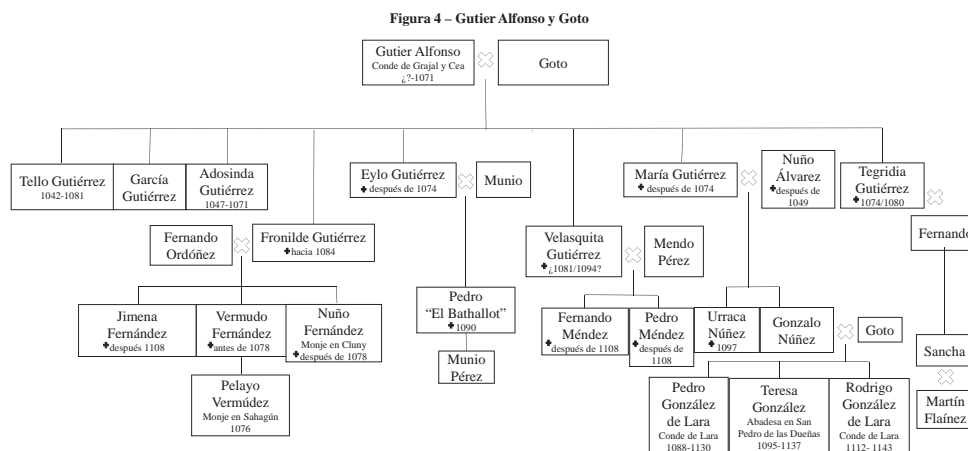 Figura 4 – Gutier Alfonso y Goto
Gutier Alfonso
Conde de Grajal y Cea
¿?-1071
Goto
Tello Gutiérrez
1042-1081
García
Gutiérrez
Adosinda
Gutiérrez
1047-1071
Eylo Gutiérrez
✚ después de 1074
Munio
María Gutiérrez
✚ después de 1074
Nuño
Álvarez
✚después de
1049
Tegridia
Gutiérrez
✚1074/1080
Fernando
Ordóñez
Fronilde Gutiérrez
✚hacia 1084
Velasquita
Gutiérrez
✚¿1081/1094?
Mendo
Pérez
Fernando
Jimena
Fernández
✚después 1108
Vermudo
Fernández
✚antes de 1078
Nuño
Fernández
Monje en Cluny
✚después de 1078
Pedro
“El Bathallot”
✚1090
Fernando
Méndez
✚después de 1108
Pedro
Méndez
✚después de
1108
Urraca
Núñez
✚1097
Gonzalo
Núñez
Goto
Sancha
Munio
Pérez
Pelayo
Vermúdez
Monje en Sahagún
1076
Pedro
González
de Lara
Conde de Lara
1088-1130
Teresa
González
Abadesa en San
Pedro de las Dueñas
1095-1137
Rodrigo
González
de Lara
Conde de Lara
1112- 1143
Martín
Flaínez